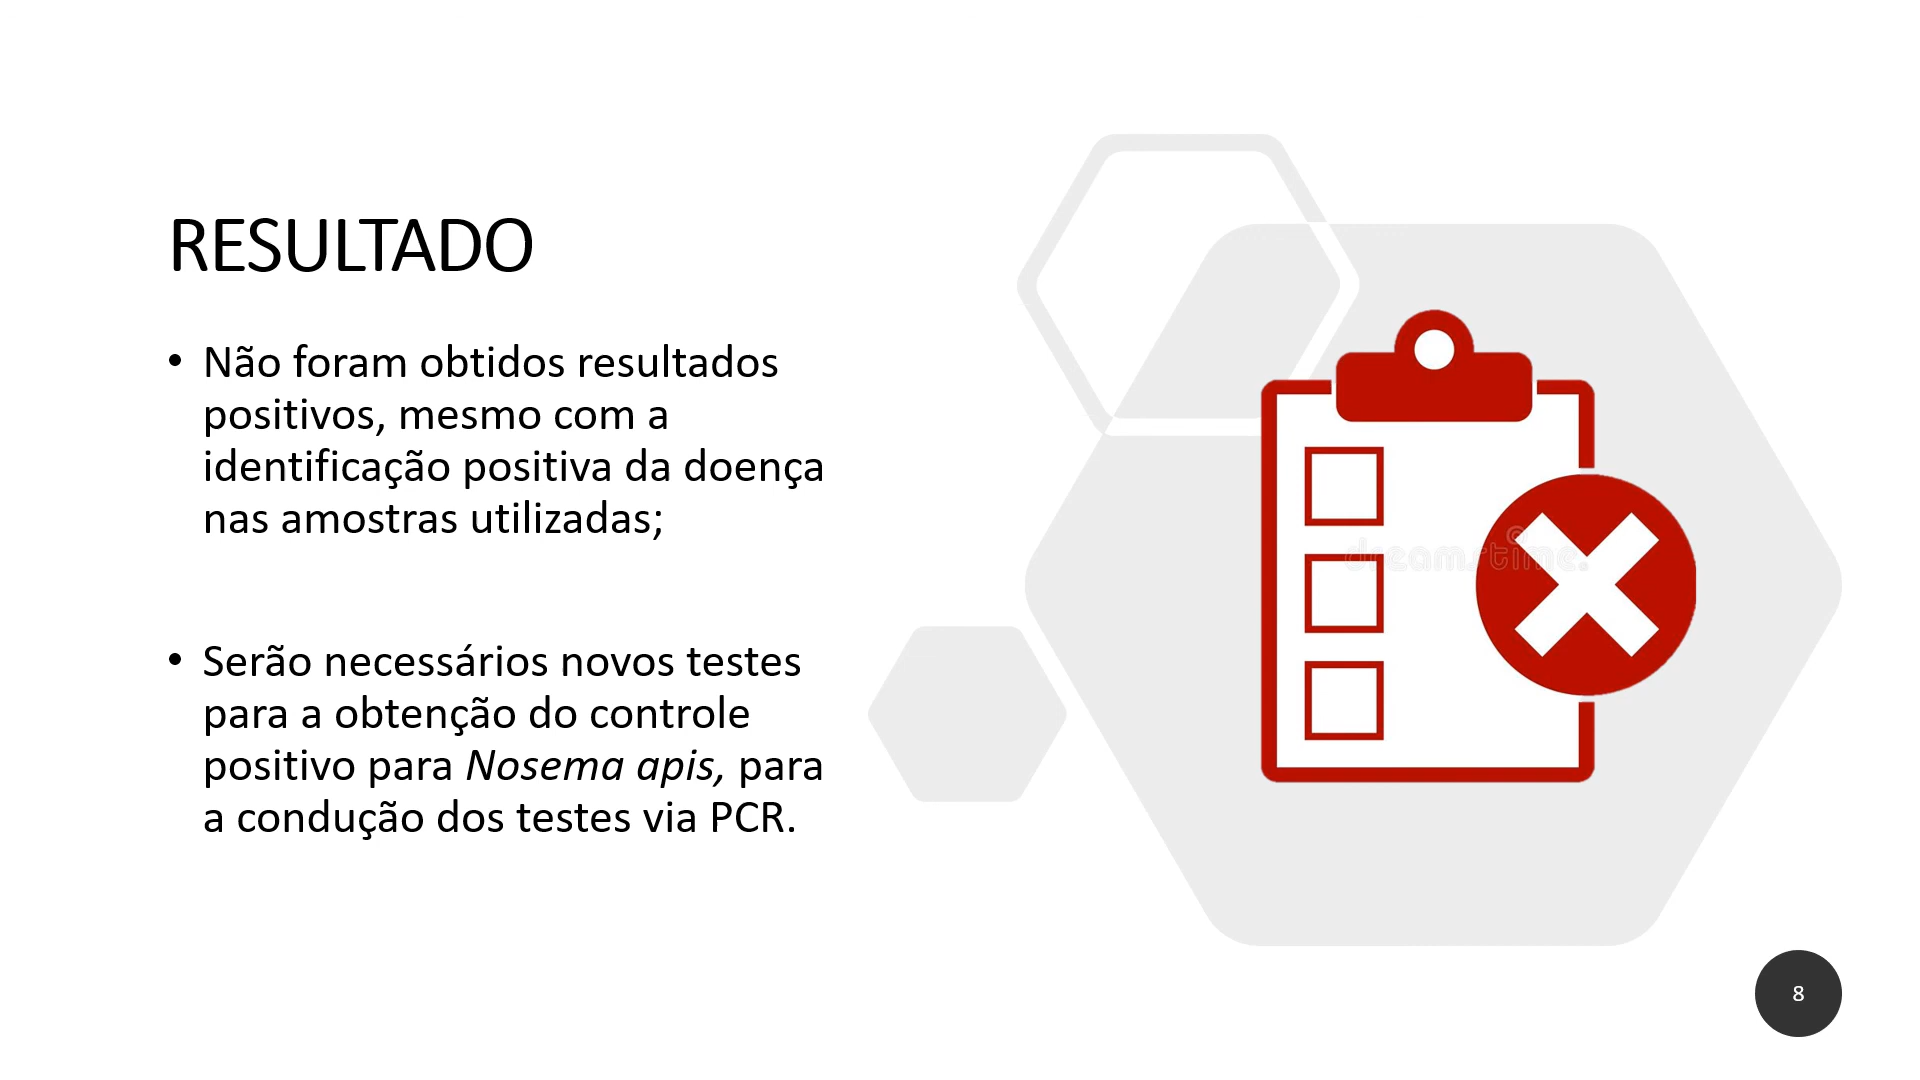 RESULTADO
• Não foram obtidos resultados
positivos, mesmo com a
identificação positiva da doença
nas amostras utilizadas;
• Serão necessários novos testes
para a obtenção do controle
positivo para Nosema apis, para
a condução dos testes via PCR.
dreamstime.
8